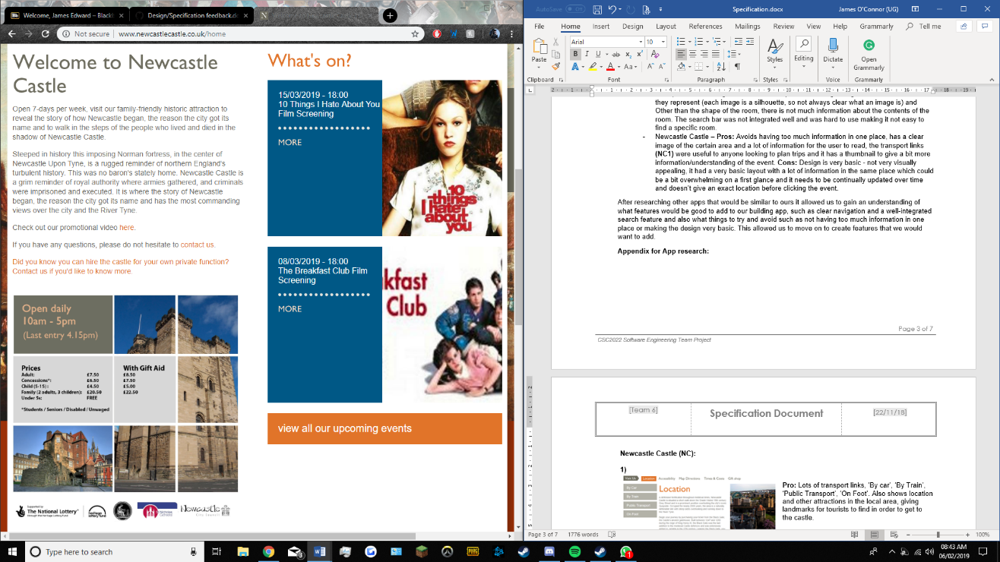 Welcome, James Edward – Black
Design/Specification feedback.do
Not secure
www.newcastlecastle.co.uk/home
Welcome to Newcastle
Castle
Open 7-days per week, visit our family-friendly historic attraction to
reveal the story of how Newcastle began, the reason the city got its
name and to walk in the steps of the people who lived and died in the
shadow of Newcastle Castle.
Steeped in history this imposing Norman fortress, in the center of
Newcastle Upon Tyne, is a rugged reminder of northern England's
turbulent history. This was no baron's stately home. Newcastle Castle is
a grim reminder of royal authority where armies gathered, and criminals
were imprisoned and executed. It is where the story of Newcastle
began, the reason the city got its name and has the most commanding
views over the city and the River Tyne.
Check out our promotional video here.
If you have any questions, please do not hesitate to contact us.
Did you know you can hire the castle for your own private function?
Contact us if you'd like to know more.
Open daily
10am - 5pm
(Last entry 4.15pm)
Prices With Gift Aid
Adult: £7.50 £8.50
Concessions*: £6.50 £7.50
Child (5-15) : £4.50 £5.00
Family (2 adults, 3 children): £20.50 £22.50
Under 5s: FREE
*Students / Seniors / Disabled / Unwaged
Supported by
The National Lottery
through the Heritage Lottery Fund
heritage
lottery fund
Newcastle
What's on?
15/03/2019 - 18:00
10 Things I Hate About You
Film Screening
MORE
10
things
i hate
about you
08/03/2019 - 18:00
The Breakfast Club Film
Screening
MORE
kfast
Club
view all our upcoming events
AutoSave
Off
Specification.docx
James O'Connor (UG)
File Home Insert Design Layout References Mailings Review View Help Grammarly Tell me
Paste
Arial
10
Styles
Editing
Dictate
Open
Grammarly
Clipboard
Font
Paragraph
Styles
Voice
Grammarly
they represent (each image is a silhouette, so not always clear what an image is) and
Other than the shape of the room, there is not much information about the contents of the
room. The search bar was not integrated well and was hard to use making it not easy to
find a specific room.
- Newcastle Castle – Pros: Avoids having too much information in one place, has a clear
image of the certain area and a lot of information for the user to read, the transport links
(NC1) were useful to anyone looking to plan trips and it has a thumbnail to give a bit more
information/understanding of the event. Cons: Design is very basic - not very visually
appealing, it had a very basic layout with a lot of information in the same place which could
be a bit overwhelming on a first glance and it needs to be continually updated over time
and doesn't give an exact location before clicking the event.
After researching other apps that would be similar to ours it allowed us to gain an understanding of
what features would be good to add to our building app, such as clear navigation and a well-integrated
search feature and also what things to try and avoid such as not having too much information in one
place or making the design very basic. This allowed us to move on to create features that we would
want to add.
Appendix for App research:
Page 3 of 7
CSC2022 Software Engineering Team Project
[Team 6]
Specification Document
[22/11/18]
Newcastle Castle (NC):
1)
Visit Us Location Accessibility Map Directions Times & Costs Gift shop
By Car
By Train
Public Transport
On Foot
Location
Pro: Lots of transport links, 'By car', 'By Train',
'Public Transport', 'On Foot'. Also shows location
and other attractions in the local area, giving
landmarks for tourists to find in order to get to
the castle.
Page 3 of 7 1776 words
100%
Type here to search
08:43 AM
06/02/2019